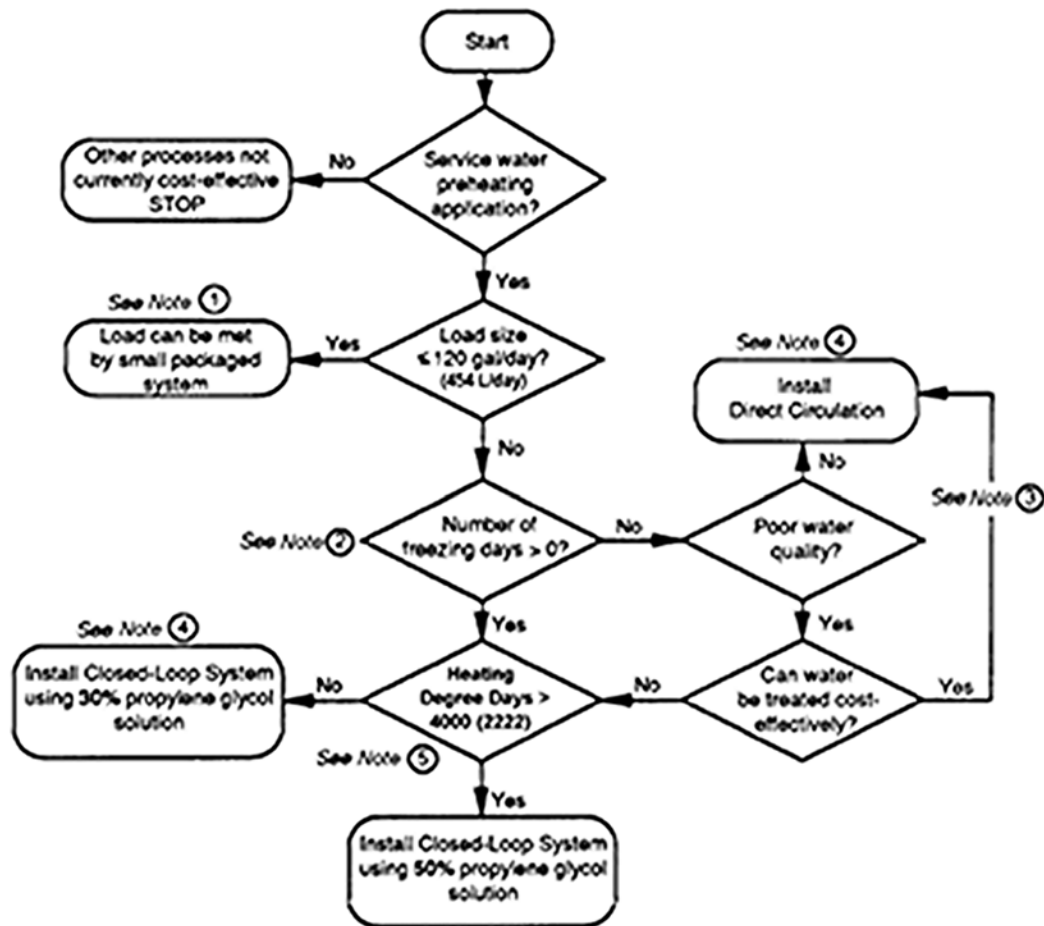 Start
Service water
preheating
application?
No
Other processes not
currently cost-effective
STOP
Yes
See Note ①
Load can be met
by small packaged
system
Yes
Load size
≤120 gal/day?
(454 L/day)
No
See Note ④
Install
Direct Circulation
No
See Note ③
See Note ②
Number of
freezing days > 0?
No
Poor water
quality?
Yes
Yes
See Note ④
Install Closed-Loop System
using 30% propylene glycol
solution
No
Heating
Degree Days >
4000 (2222)
No
Can water
be treated cost-
effectively?
Yes
See Note ⑤
Yes
Install Closed-Loop System
using 50% propylene glycol
solution